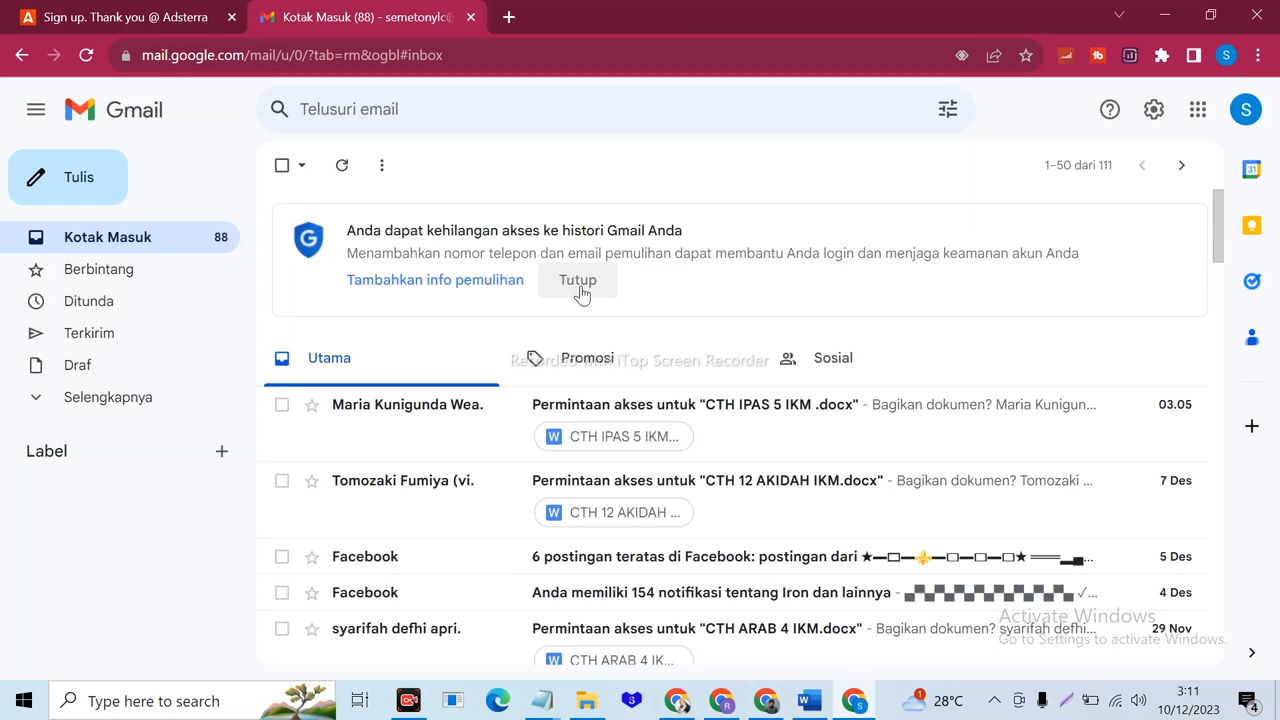 Sign up. Thank you @ Adsterra
Kotak Masuk (88) - semetonylc@
mail.google.com/mail/u/0/?tab=rm&ogbl#inbox
S
Gmail
Telusuri email
S
Tulis
1–50 dari 111
31
Kotak Masuk 88
Berbintang
Ditunda
Terkirim
Draf
Selengkapnya
Label
Anda dapat kehilangan akses ke histori Gmail Anda
Menambahkan nomor telepon dan email pemulihan dapat membantu Anda login dan menjaga keamanan akun Anda
Tambahkan info pemulihan Tutup
Utama Promosi Sosial
Recorded with iTop Screen Recorder
Maria Kunigunda Wea. Permintaan akses untuk "CTH IPAS 5 IKM .docx" - Bagikan dokumen? Maria Kunigun... 03.05
W CTH IPAS 5 IKM...
Tomozaki Fumiya (vi. Permintaan akses untuk "CTH 12 AKIDAH IKM.docx" - Bagikan dokumen? Tomozaki ... 7 Des
W CTH 12 AKIDAH ...
Facebook 6 postingan teratas di Facebook: postingan dari ★━□━⚜━□━□━□★ ═══▂▄... 5 Des
Facebook Anda memiliki 154 notifikasi tentang Iron dan lainnya - ▀▄▀▄▀▄▀▄▀▄▀▄▀▄▀ ✓... 4 Des
syarifah defhi apri. Permintaan akses untuk "CTH ARAB 4 IKM.docx" - Bagikan dokumen? syarifah defhi... 29 Nov
W CTH ARAB 4 IK...
Activate Windows
Go to Settings to activate Windows.
Type here to search
1
28°C
3:11
10/12/2023
4